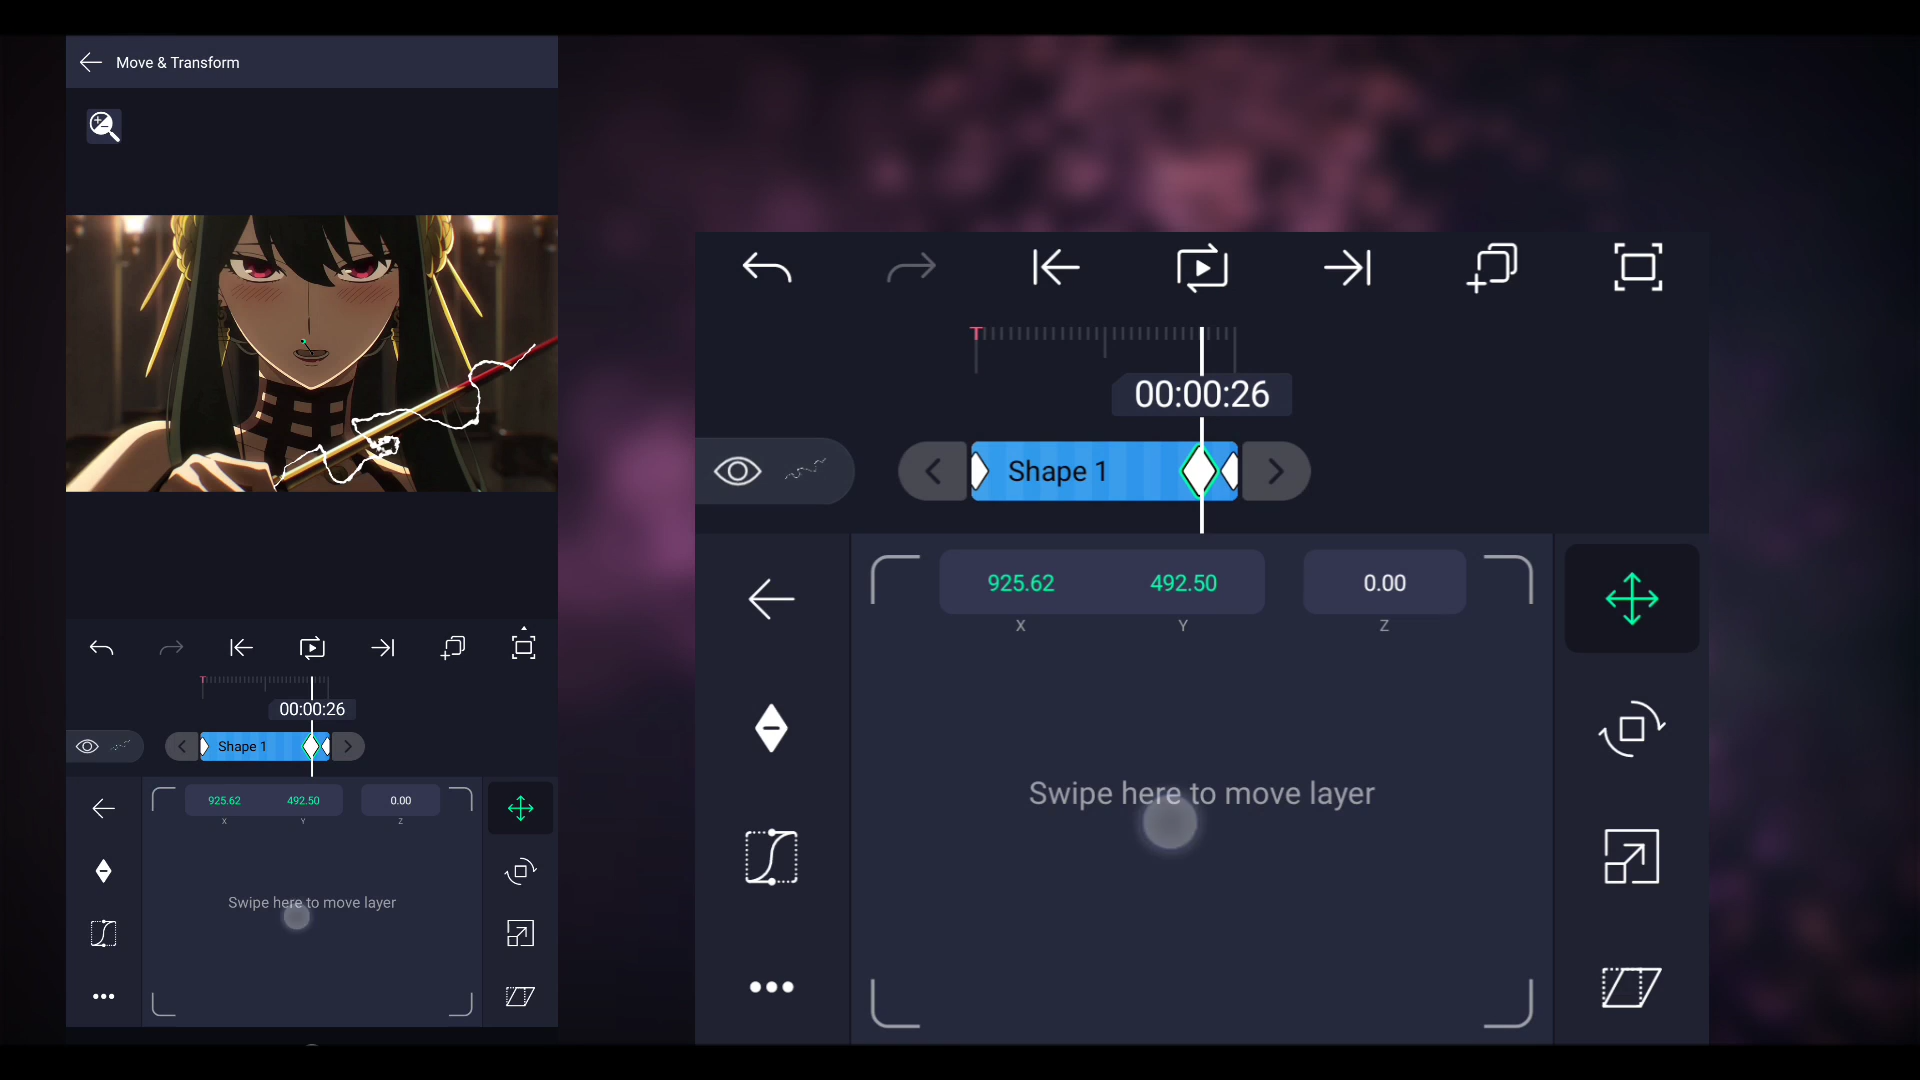 Move & Transform
00:00:26
Shape 1
925.62 492.50 0.00
X Y Z
Swipe here to move layer
00:00:26
Shape 1
925.62 492.50 0.00
X Y Z
Swipe here to move layer